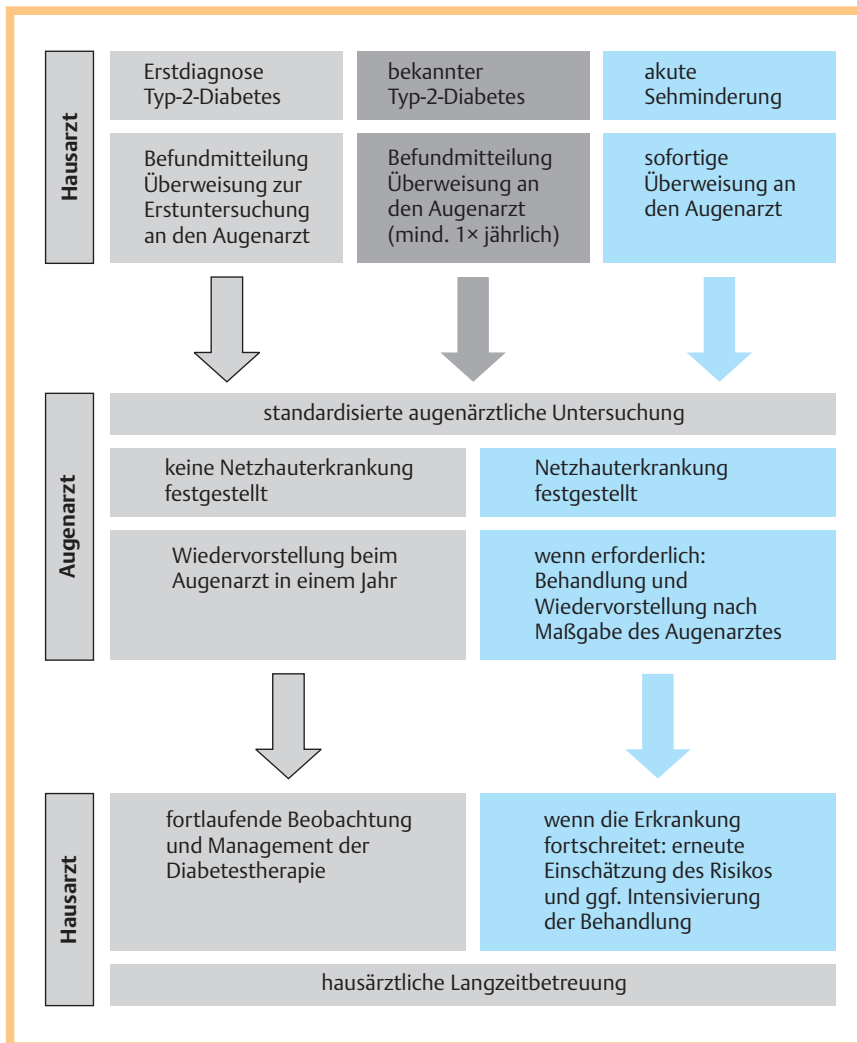 Hausarzt
Erstdiagnose
Typ-2-Diabetes
bekannter
Typ-2-Diabetes
akute
Sehminderung
Befundmitteilung
Überweisung zur
Erstuntersuchung
an den Augenarzt
Befundmitteilung
Überweisung an
den Augenarzt
(mind. 1× jährlich)
sofortige
Überweisung an
den Augenarzt
Augenarzt
standardisierte augenärztliche Untersuchung
keine Netzhauterkrankung
festgestellt
Netzhauterkrankung
festgestellt
Wiedervorstellung beim
Augenarzt in einem Jahr
wenn erforderlich:
Behandlung und
Wiedervorstellung nach
Maßgabe des Augenarztes
Hausarzt
fortlaufende Beobachtung
und Management der
Diabetestherapie
wenn die Erkrankung
fortschreitet: erneute
Einschätzung des Risikos
und ggf. Intensivierung
der Behandlung
hausärztliche Langzeitbetreuung